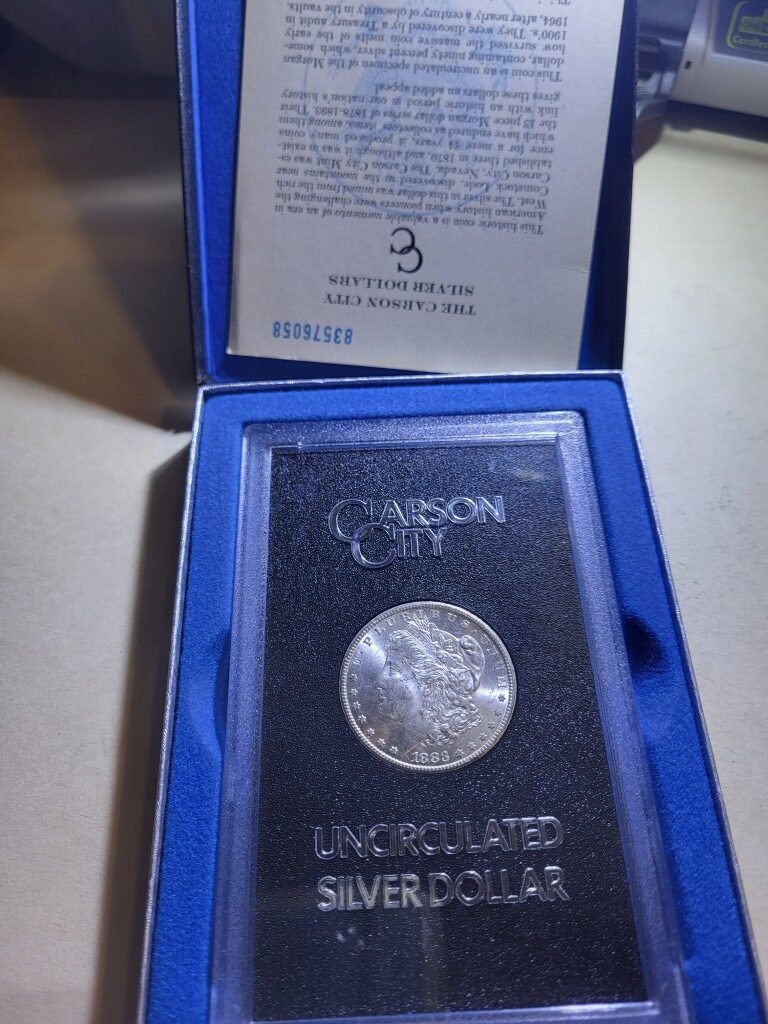 83576058
THE CARSON CITY
SILVER DOLLARS
CC
This historic coin is a valuable memento of an era in
American history when pioneers were challenging the
West. The silver in this dollar was mined from the rich
Comstock Lode, discovered in the mountains near
Carson City, Nevada. The Carson City Mint was es-
tablished there in 1870, and although it was in exist-
ence for a mere 24 years, it produced many coins
which have endured as collectors items, among them
the 13 piece Morgan dollar series of 1878-1893. Their
link with an historic period in our nation's history
gives these dollars an added appeal
This coin is an uncirculated specimen of the Morgan
dollar, containing ninety percent silver, which some-
how survived the massive coin melts of the early
1900's. They were discovered by a Treasury audit in
1964, after nearly a century of obscurity in the vaults.
CARSON
CITY
E PLURIBUS UNUM
1883
UNCIRCULATED
SILVER DOLLAR